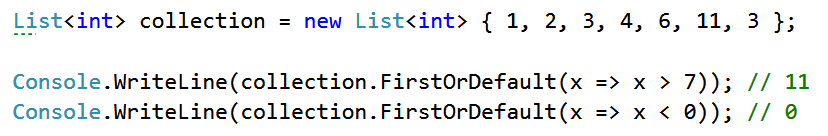 List<int> collection = new List<int> { 1, 2, 3, 4, 6, 11, 3 };
Console.WriteLine(collection.FirstOrDefault(x => x > 7)); // 11
Console.WriteLine(collection.FirstOrDefault(x => x < 0)); // 0